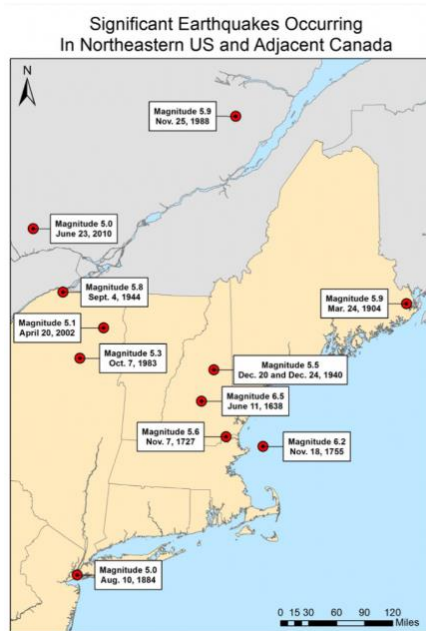 Significant Earthquakes Occurring
In Northeastern US and Adjacent Canada
N
Magnitude 5.9
Nov. 25, 1988
Magnitude 5.0
June 23, 2010
Magnitude 5.8
Sept. 4, 1944
Magnitude 5.9
Mar. 24, 1904
Magnitude 5.1
April 20, 2002
Magnitude 5.3
Oct. 7, 1983
Magnitude 5.5
Dec. 20 and Dec. 24, 1940
Magnitude 6.5
June 11, 1638
Magnitude 5.6
Nov. 7, 1727
Magnitude 6.2
Nov. 18, 1755
Magnitude 5.0
Aug. 10, 1884
0 15 30 60 90 120
Miles